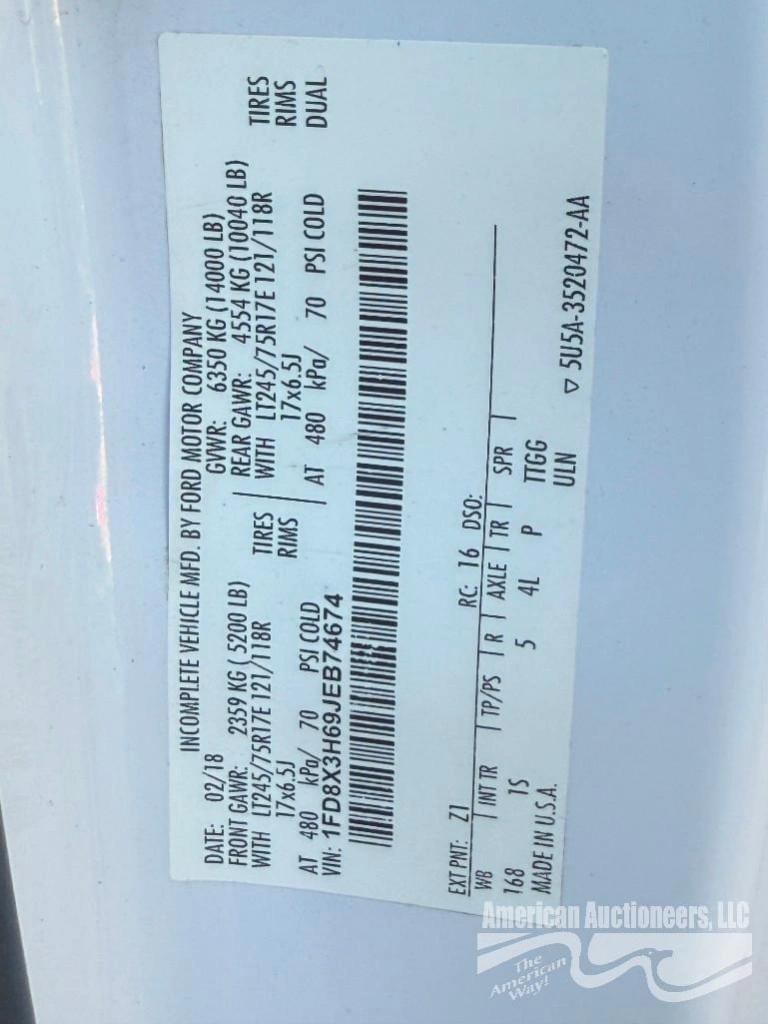 INCOMPLETE VEHICLE MFD. BY FORD MOTOR COMPANY
DATE: 02/18 GVWR: 6350 KG (14000 LB)
FRONT GAWR: 2359 KG ( 5200 LB) REAR GAWR: 4554 KG (10040 LB)
WITH LT245/75R17E 121/118R TIRES WITH LT245/75R17E 121/118R TIRES
17x6.5J RIMS 17x6.5J RIMS
AT 480 kPa/ 70 PSI COLD AT 480 kPa/ 70 PSI COLD DUAL
VIN: 1FD8X3H69JEB74674
EXT PNT: Z1 RC: 16 DSO:
WB | INT TR | TP/PS | R | AXLE | TR | SPR |
168 1S 5 4L P TTGG
MADE IN U.S.A. ULN
▽ 5U5A-3520472-AA
American Auctioneers, LLC
The
American
Way!